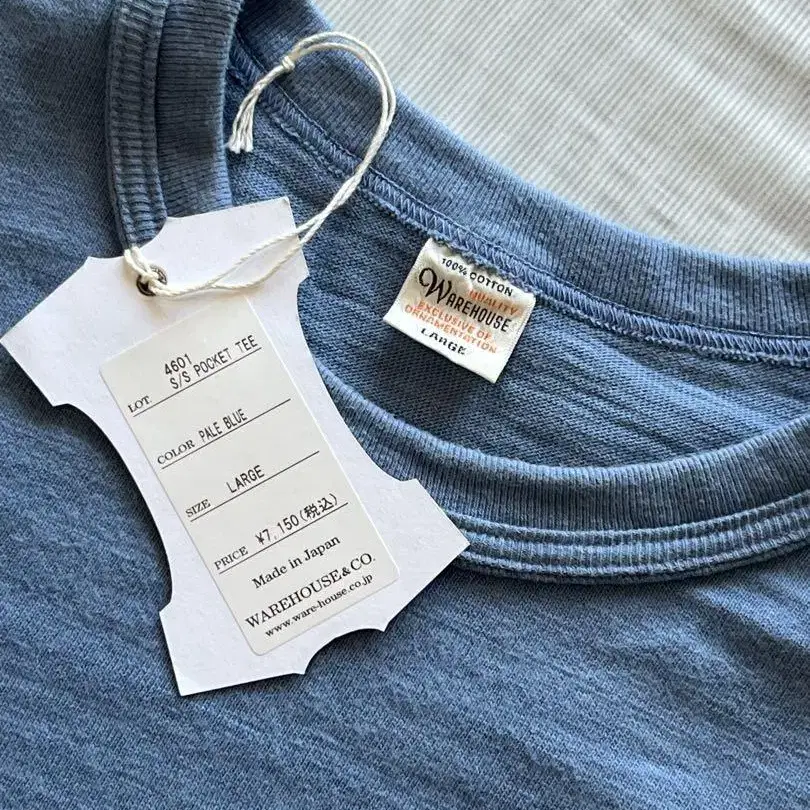 LOT 4601
S/S POCKET TEE
COLOR PALE BLUE
SIZE LARGE
PRICE ¥7,150(税込)
Made in Japan
WAREHOUSE&CO.
www.ware-house.co.jp
100% COTTON
QUALITY
WAREHOUSE
EXCLUSIVE OF
ORNAMENTATION
LARGE